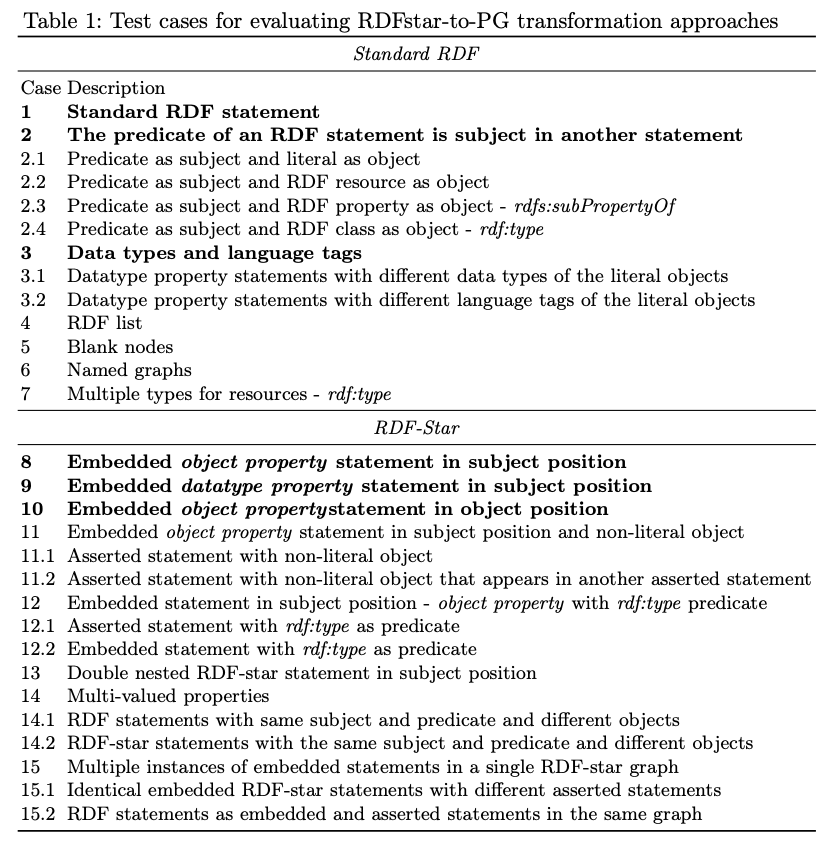 Table 1: Test cases for evaluating RDFstar-to-PG transformation approaches
Standard RDF
Case Description
1 Standard RDF statement
2 The predicate of an RDF statement is subject in another statement
2.1 Predicate as subject and literal as object
2.2 Predicate as subject and RDF resource as object
2.3 Predicate as subject and RDF property as object - rdfs:subPropertyOf
2.4 Predicate as subject and RDF class as object - rdf:type
3 Data types and language tags
3.1 Datatype property statements with different data types of the literal objects
3.2 Datatype property statements with different language tags of the literal objects
4 RDF list
5 Blank nodes
6 Named graphs
7 Multiple types for resources - rdf:type
RDF-Star
8 Embedded object property statement in subject position
9 Embedded datatype property statement in subject position
10 Embedded object propertystatement in object position
11 Embedded object property statement in subject position and non-literal object
11.1 Asserted statement with non-literal object
11.2 Asserted statement with non-literal object that appears in another asserted statement
12 Embedded statement in subject position - object property with rdf:type predicate
12.1 Asserted statement with rdf:type as predicate
12.2 Embedded statement with rdf:type as predicate
13 Double nested RDF-star statement in subject position
14 Multi-valued properties
14.1 RDF statements with same subject and predicate and different objects
14.2 RDF-star statements with the same subject and predicate and different objects
15 Multiple instances of embedded statements in a single RDF-star graph
15.1 Identical embedded RDF-star statements with different asserted statements
15.2 RDF statements as embedded and asserted statements in the same graph